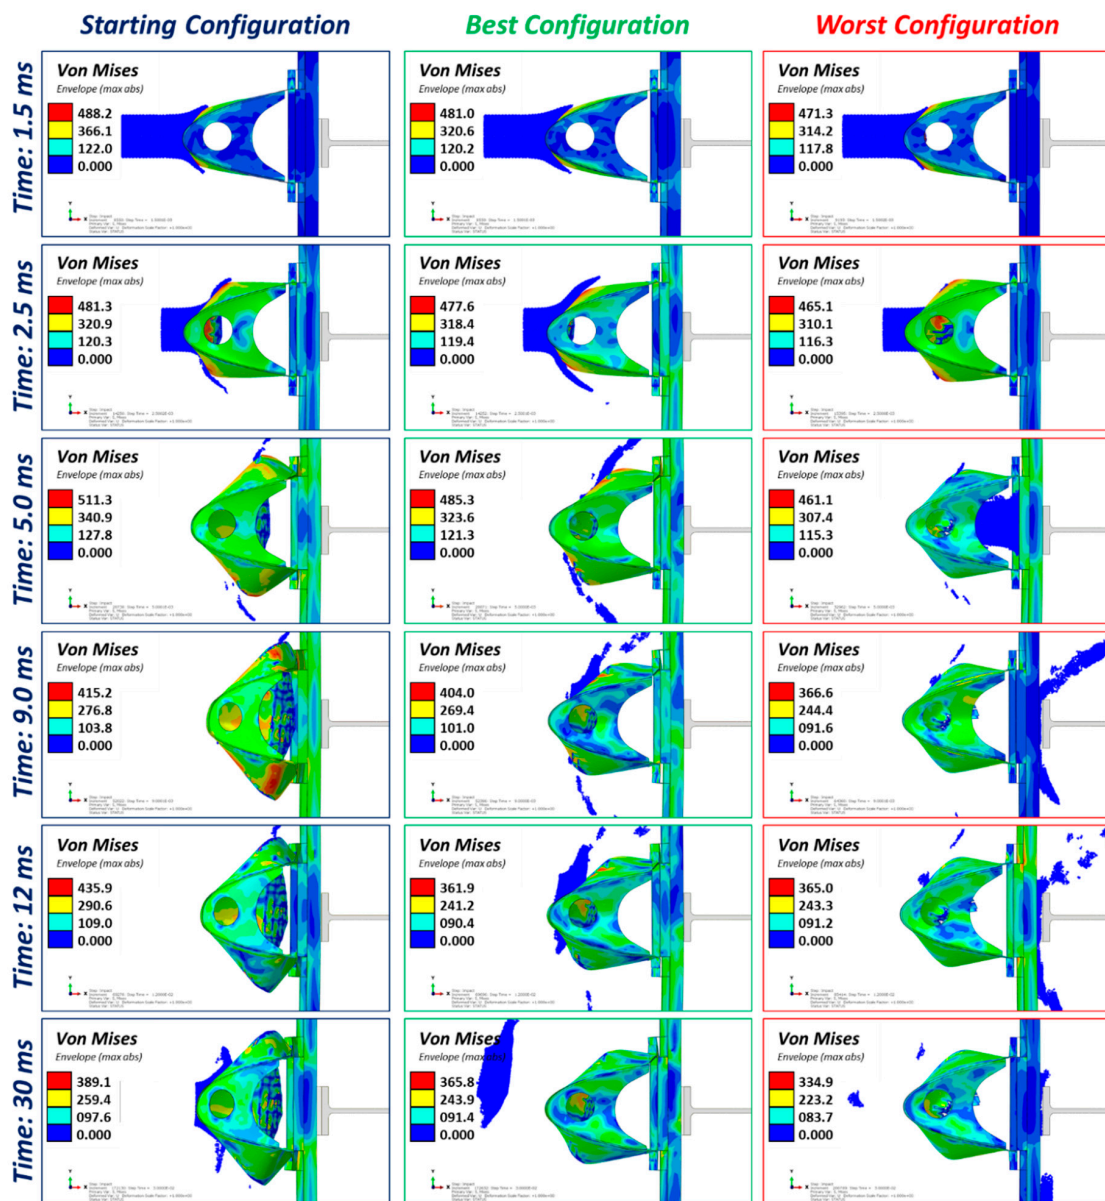 Starting Configuration
Best Configuration
Worst Configuration
Time: 1.5 ms
Von Mises
Envelope (max abs)
488.2
366.1
122.0
0.000
Von Mises
Envelope (max abs)
481.0
320.6
120.2
0.000
Von Mises
Envelope (max abs)
471.3
314.2
117.8
0.000
Time: 2.5 ms
Von Mises
Envelope (max abs)
481.3
320.9
120.3
0.000
Von Mises
Envelope (max abs)
477.6
318.4
119.4
0.000
Von Mises
Envelope (max abs)
465.1
310.1
116.3
0.000
Time: 5.0 ms
Von Mises
Envelope (max abs)
511.3
340.9
127.8
0.000
Von Mises
Envelope (max abs)
485.3
323.6
121.3
0.000
Von Mises
Envelope (max abs)
461.1
307.4
115.3
0.000
Time: 9.0 ms
Von Mises
Envelope (max abs)
415.2
276.8
103.8
0.000
Von Mises
Envelope (max abs)
404.0
269.4
101.0
0.000
Von Mises
Envelope (max abs)
366.6
244.4
091.6
0.000
Time: 12 ms
Von Mises
Envelope (max abs)
435.9
290.6
109.0
0.000
Von Mises
Envelope (max abs)
361.9
241.2
090.4
0.000
Von Mises
Envelope (max abs)
365.0
243.3
091.2
0.000
Time: 30 ms
Von Mises
Envelope (max abs)
389.1
259.4
097.6
0.000
Von Mises
Envelope (max abs)
365.8
243.9
091.4
0.000
Von Mises
Envelope (max abs)
334.9
223.2
083.7
0.000